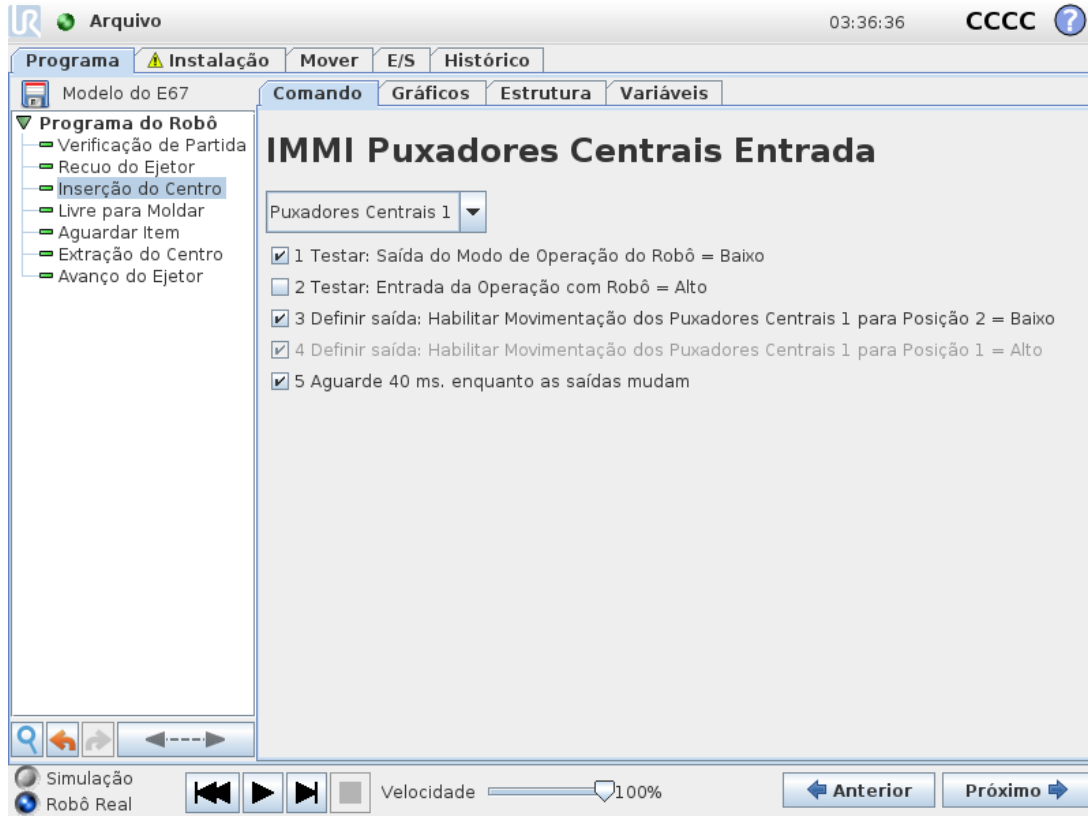 UR Arquivo 03:36:36 CCCC ?
Programa Instalação Mover E/S Histórico
Modelo do E67
Comando Gráficos Estrutura Variáveis
Programa do Robô
Verificação de Partida
Recuo do Ejetor
Inserção do Centro
Livre para Moldar
Aguardar Item
Extração do Centro
Avanço do Ejetor
IMMI Puxadores Centrais Entrada
Puxadores Centrais 1
1 Testar: Saída do Modo de Operação do Robô = Baixo
2 Testar: Entrada da Operação com Robô = Alto
3 Definir saída: Habilitar Movimentação dos Puxadores Centrais 1 para Posição 2 = Baixo
4 Definir saída: Habilitar Movimentação dos Puxadores Centrais 1 para Posição 1 = Alto
5 Aguarde 40 ms. enquanto as saídas mudam
Simulação
Robô Real
Velocidade 100%
Anterior Próximo